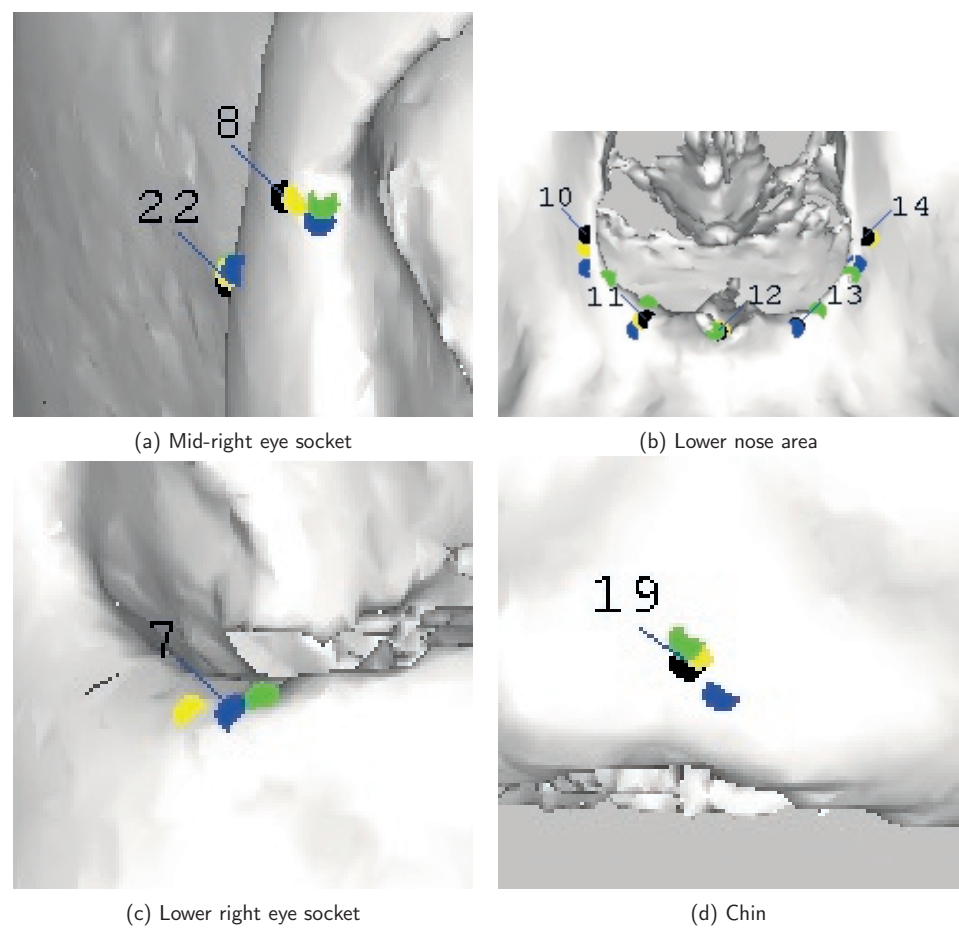 8
22
(a) Mid-right eye socket
10
14
11
12
13
(b) Lower nose area
7
(c) Lower right eye socket
19
(d) Chin